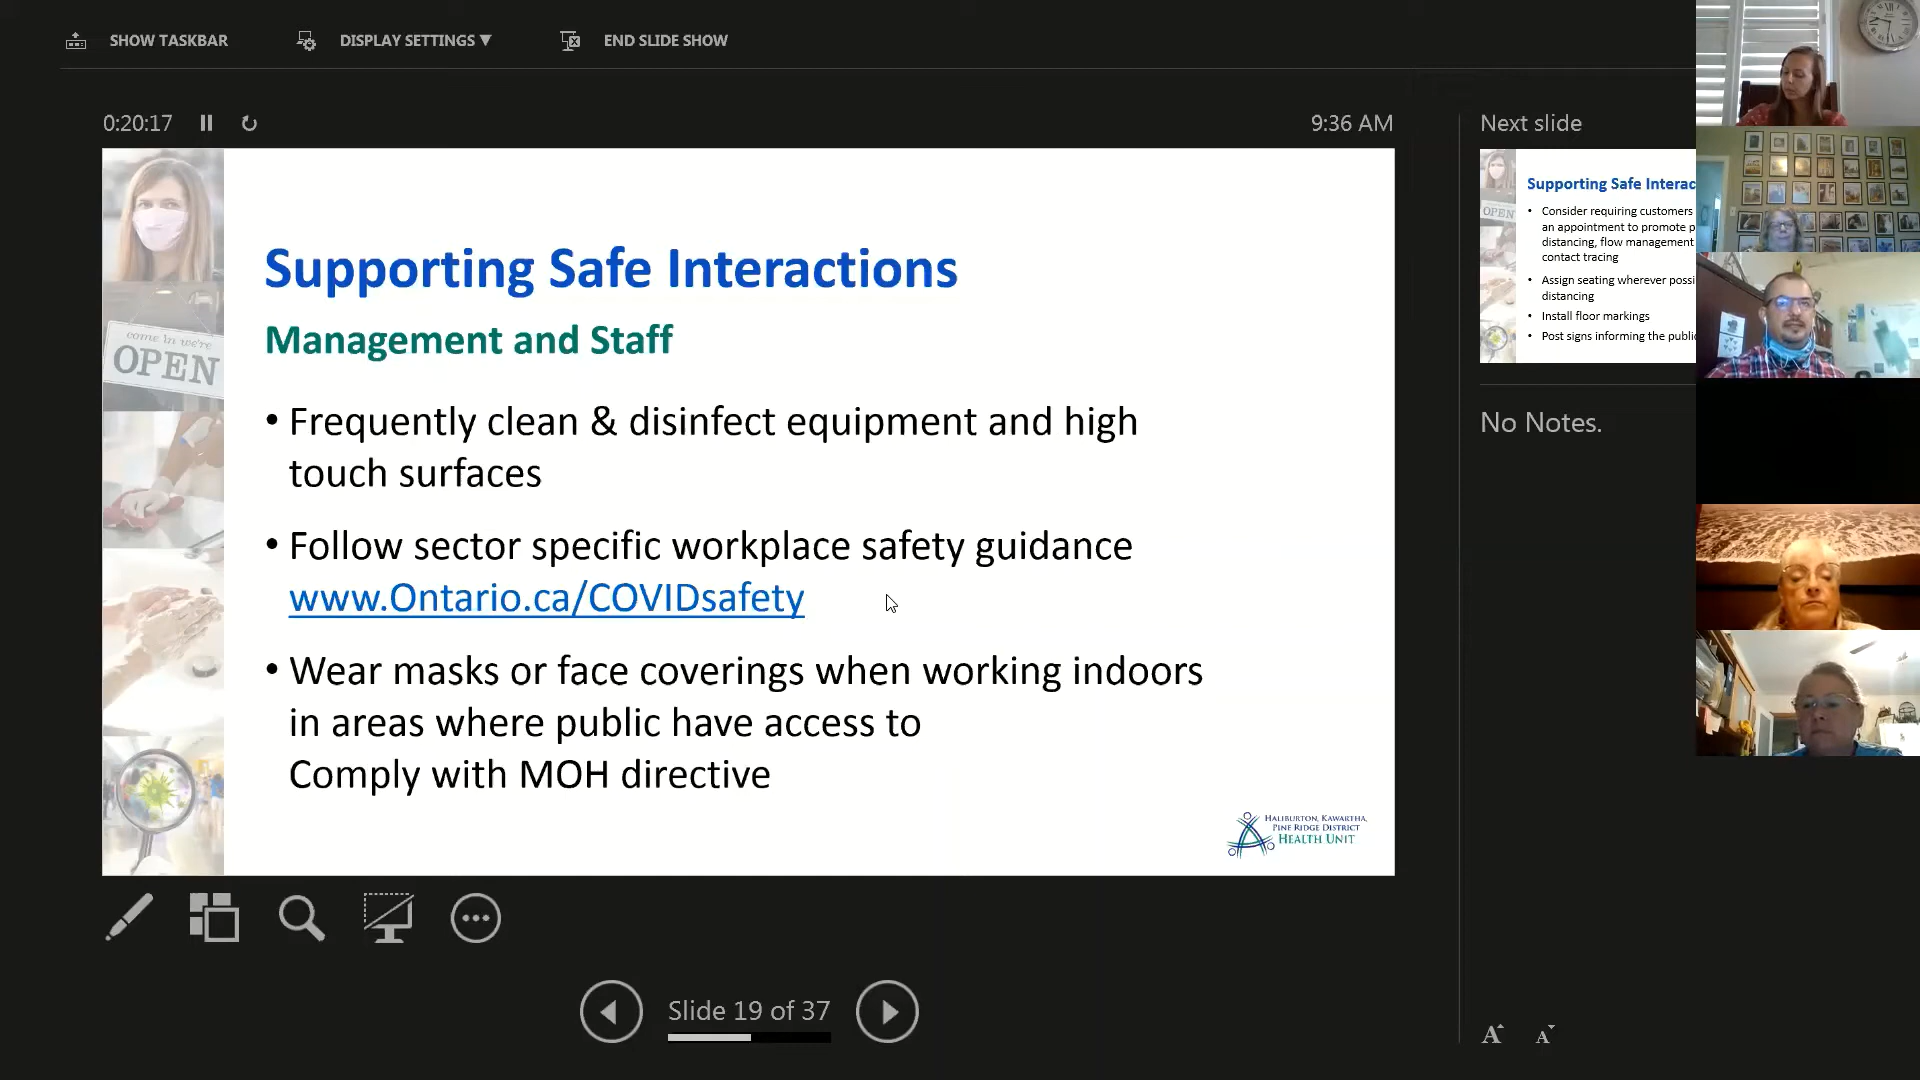 SHOW TASKBAR
DISPLAY SETTINGS ▼
END SLIDE SHOW
0:20:17
9:36 AM
Next slide
come in we're
OPEN
Supporting Safe Interactions
Management and Staff
• Frequently clean & disinfect equipment and high
touch surfaces
• Follow sector specific workplace safety guidance
www.Ontario.ca/COVIDsafety
• Wear masks or face coverings when working indoors
in areas where public have access to
Comply with MOH directive
HALIBURTON, KAWARTHA,
PINE RIDGE DISTRICT
HEALTH UNIT
OPEN
Supporting Safe Interac
• Consider requiring customers
an appointment to promote p
distancing, flow management
contact tracing
• Assign seating wherever possi
distancing
• Install floor markings
• Post signs informing the public
No Notes.
Slide 19 of 37
A A